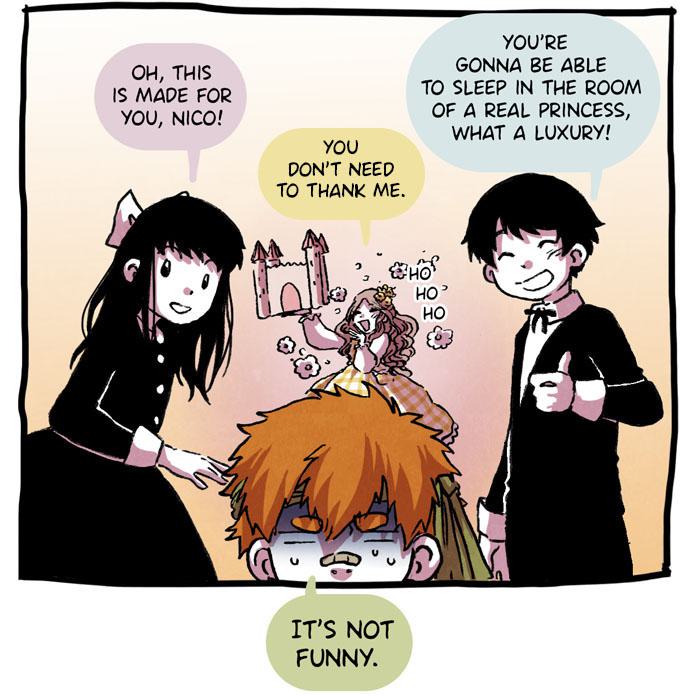 OH, THIS
IS MADE FOR
YOU, NICO!
YOU
DON'T NEED
TO THANK ME.
YOU'RE
GONNA BE ABLE
TO SLEEP IN THE ROOM
OF A REAL PRINCESS,
WHAT A LUXURY!
HO
HO
HO
IT'S NOT
FUNNY.